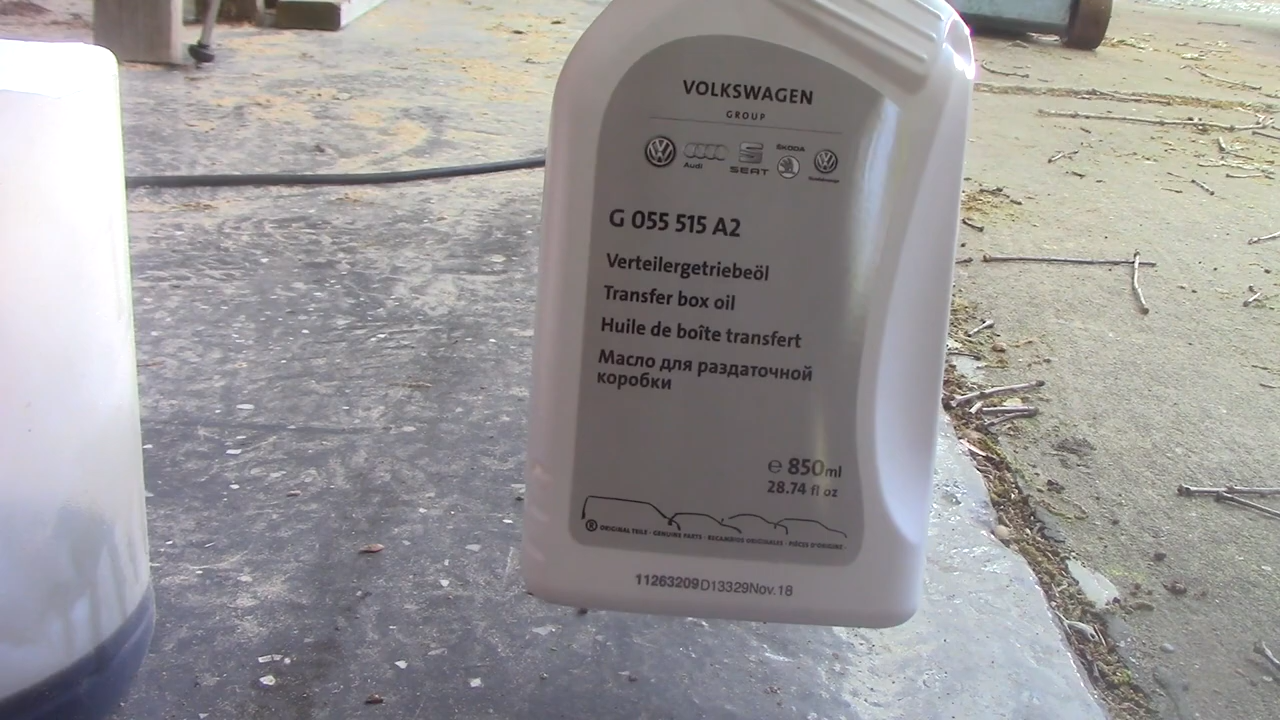 VOLKSWAGEN
GROUP
Audi SEAT ŠKODA
G 055 515 A2
Verteilergetriebeöl
Transfer box oil
Huile de boîte transfert
Масло для раздаточной
коробки
℮ 850ml
28.74 fl oz
® ORIGINAL TEILE · GENUINE PARTS · RECAMBIOS ORIGINALES · PIÈCES D'ORIGINE ·
11263209D13329Nov.18